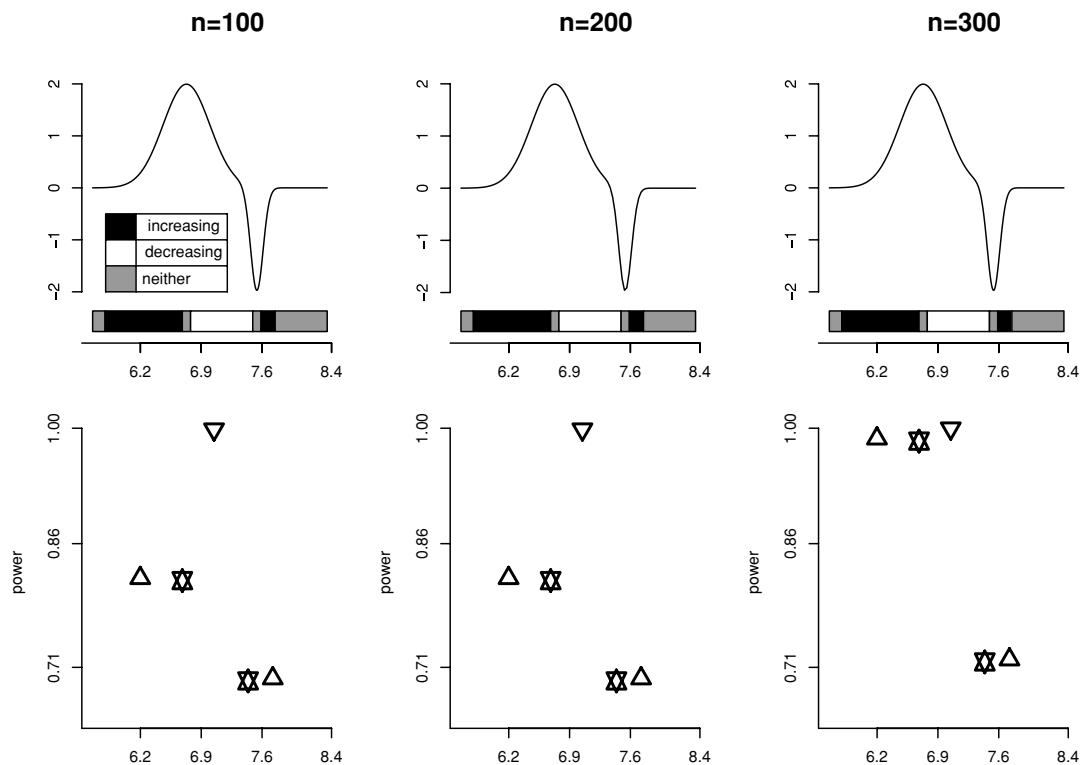 n=100 n=200 n=300
2 2 2
1 1 1
0 0 0
−1 −1 −1
−2 −2 −2
increasing
decreasing
neither
6.2 6.9 7.6 8.4 6.2 6.9 7.6 8.4 6.2 6.9 7.6 8.4
1.00 1.00 1.00
0.86 0.86 0.86
power power power
0.71 0.71 0.71
6.2 6.9 7.6 8.4 6.2 6.9 7.6 8.4 6.2 6.9 7.6 8.4